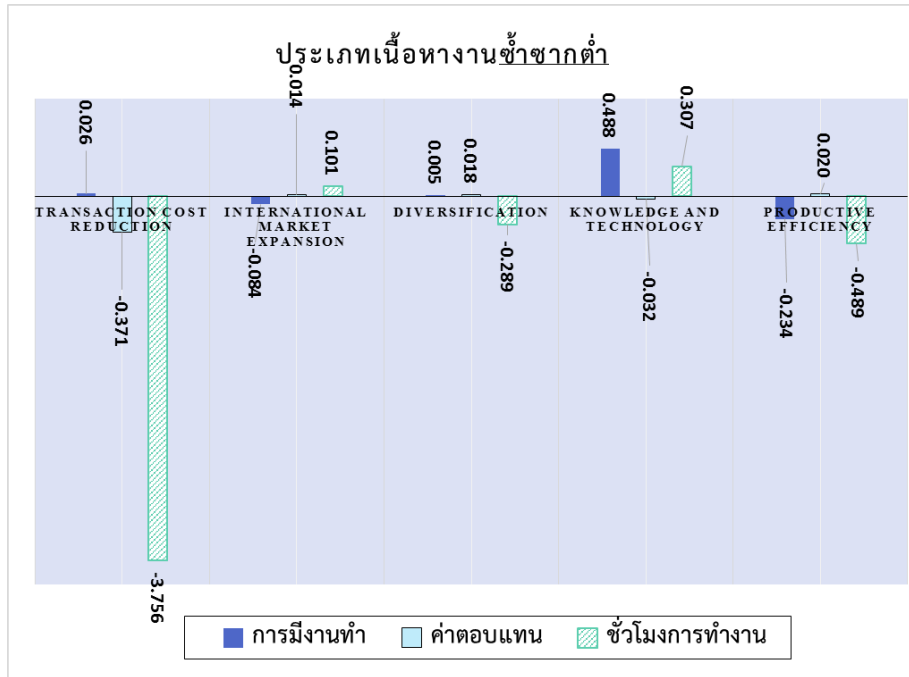 ประเภทเนื้อหางานซ้ำซากต่ำ
0.026
-0.371
-3.756
-0.084
0.014
0.101
0.005
0.018
-0.289
0.488
-0.032
0.307
-0.234
0.020
-0.489
TRANSACTION COST
REDUCTION
INTERNATIONAL
MARKET
EXPANSION
DIVERSIFICATION
KNOWLEDGE AND
TECHNOLOGY
PRODUCTIVE
EFFICIENCY
การมีงานทำ ค่าตอบแทน ชั่วโมงการทำงาน